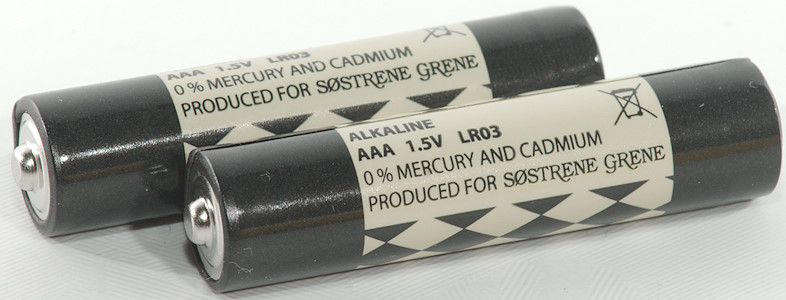 AAA 1.5V LR03
0 % MERCURY AND CADMIUM
PRODUCED FOR SØSTRENE GRENE
ALKALINE
AAA 1.5V LR03
0 % MERCURY AND CADMIUM
PRODUCED FOR SØSTRENE GRENE